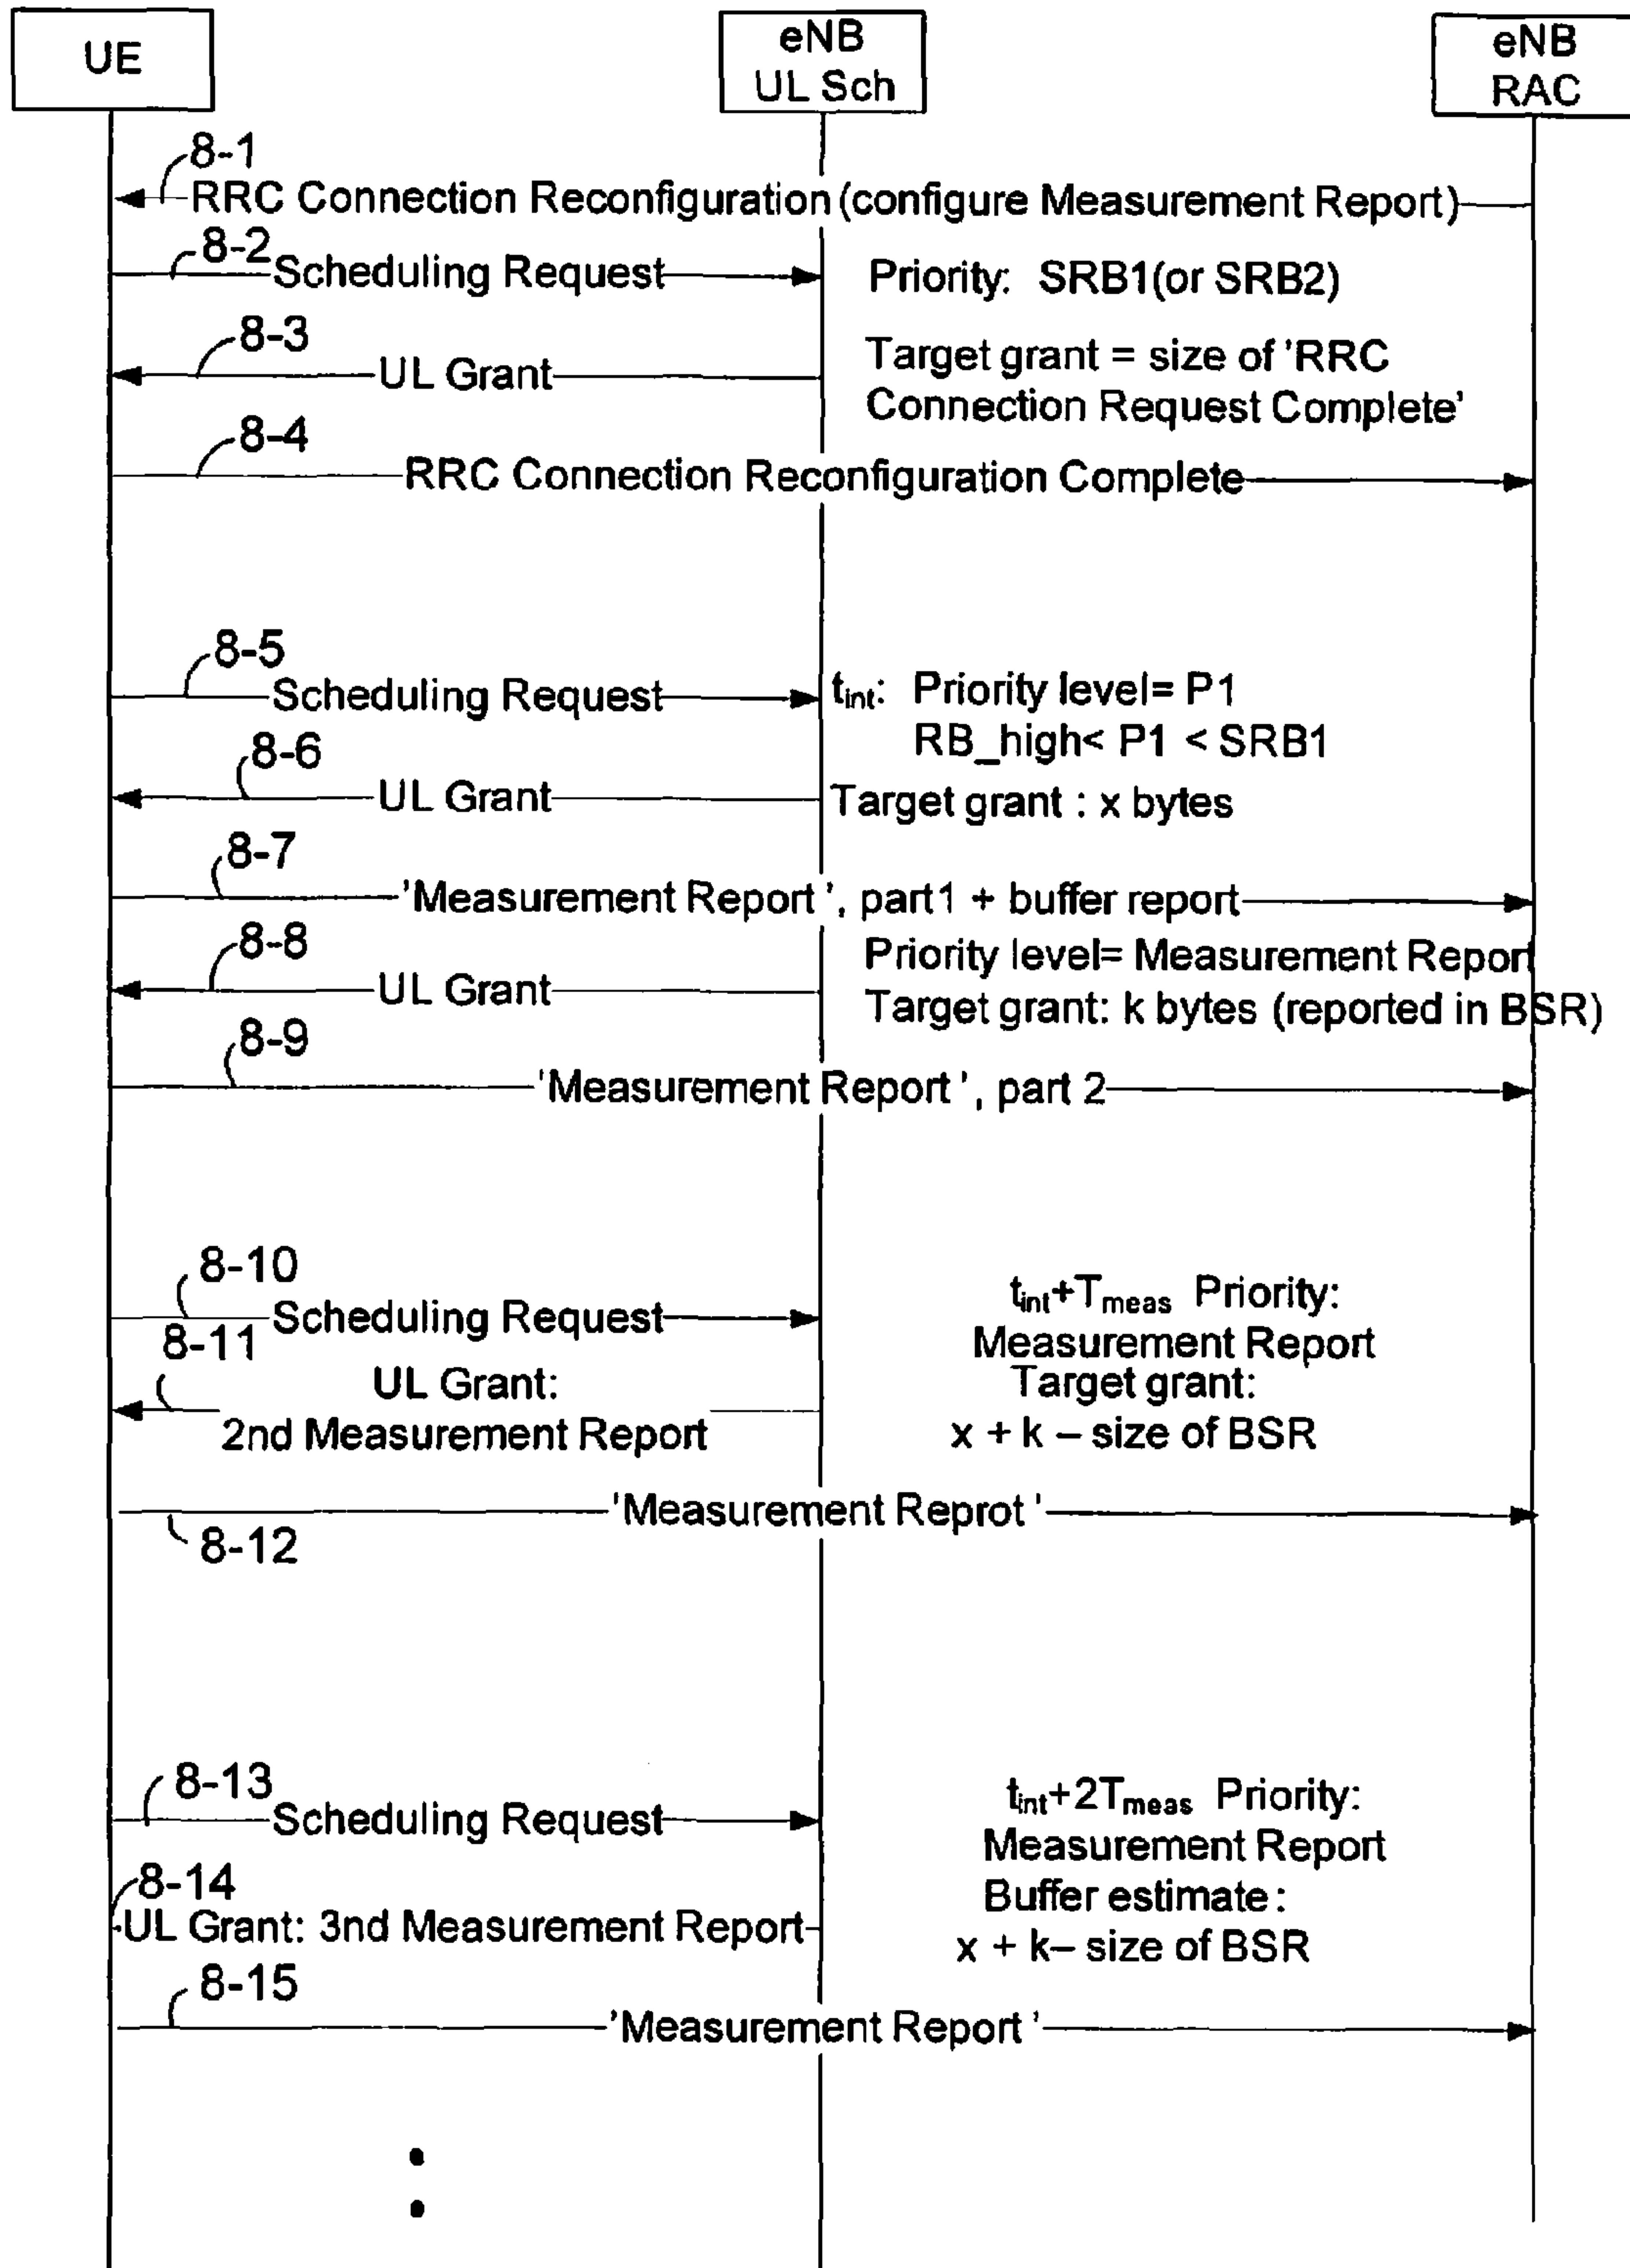 UE
eNB
UL Sch
eNB
RAC
8-1
RRC Connection Reconfiguration (configure Measurement Report)
8-2
Scheduling Request
Priority: SRB1(or SRB2)
8-3
UL Grant
Target grant = size of 'RRC
Connection Request Complete'
8-4
RRC Connection Reconfiguration Complete
8-5
Scheduling Request
tint: Priority level= P1
RB_high< P1 < SRB1
8-6
UL Grant
Target grant : x bytes
8-7
'Measurement Report ', part1 + buffer report
8-8
UL Grant
Priority level= Measurement Report
Target grant: k bytes (reported in BSR)
8-9
'Measurement Report ', part 2
8-10
Scheduling Request
tint+Tmeas Priority:
Measurement Report
Target grant:
x + k – size of BSR
8-11
UL Grant:
2nd Measurement Report
'Measurement Reprot '
8-12
8-13
Scheduling Request
tint+2Tmeas Priority:
Measurement Report
Buffer estimate :
x + k– size of BSR
8-14
UL Grant: 3nd Measurement Report
8-15
'Measurement Report '